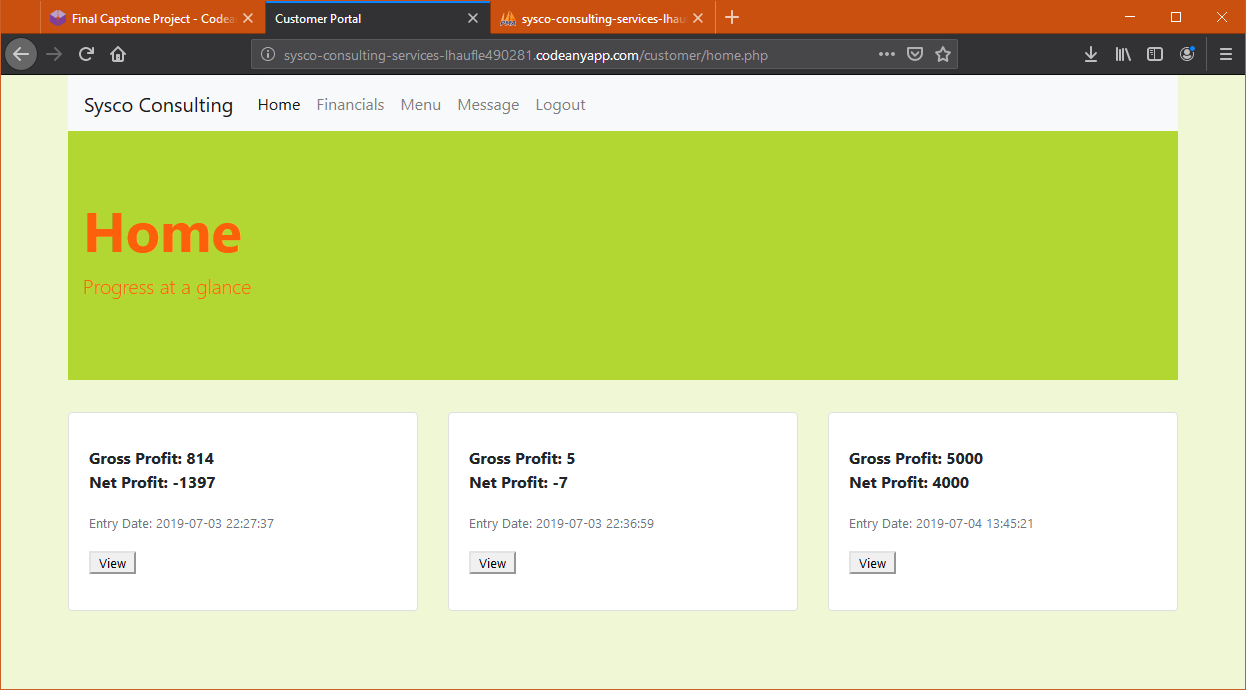 Final Capstone Project - Codea
Customer Portal
sysco-consulting-services-lhau
sysco-consulting-services-lhaufle490281.codeanyapp.com/customer/home.php
Sysco Consulting
Home Financials Menu Message Logout
Home
Progress at a glance
Gross Profit: 814
Net Profit: -1397
Entry Date: 2019-07-03 22:27:37
View
Gross Profit: 5
Net Profit: -7
Entry Date: 2019-07-03 22:36:59
View
Gross Profit: 5000
Net Profit: 4000
Entry Date: 2019-07-04 13:45:21
View